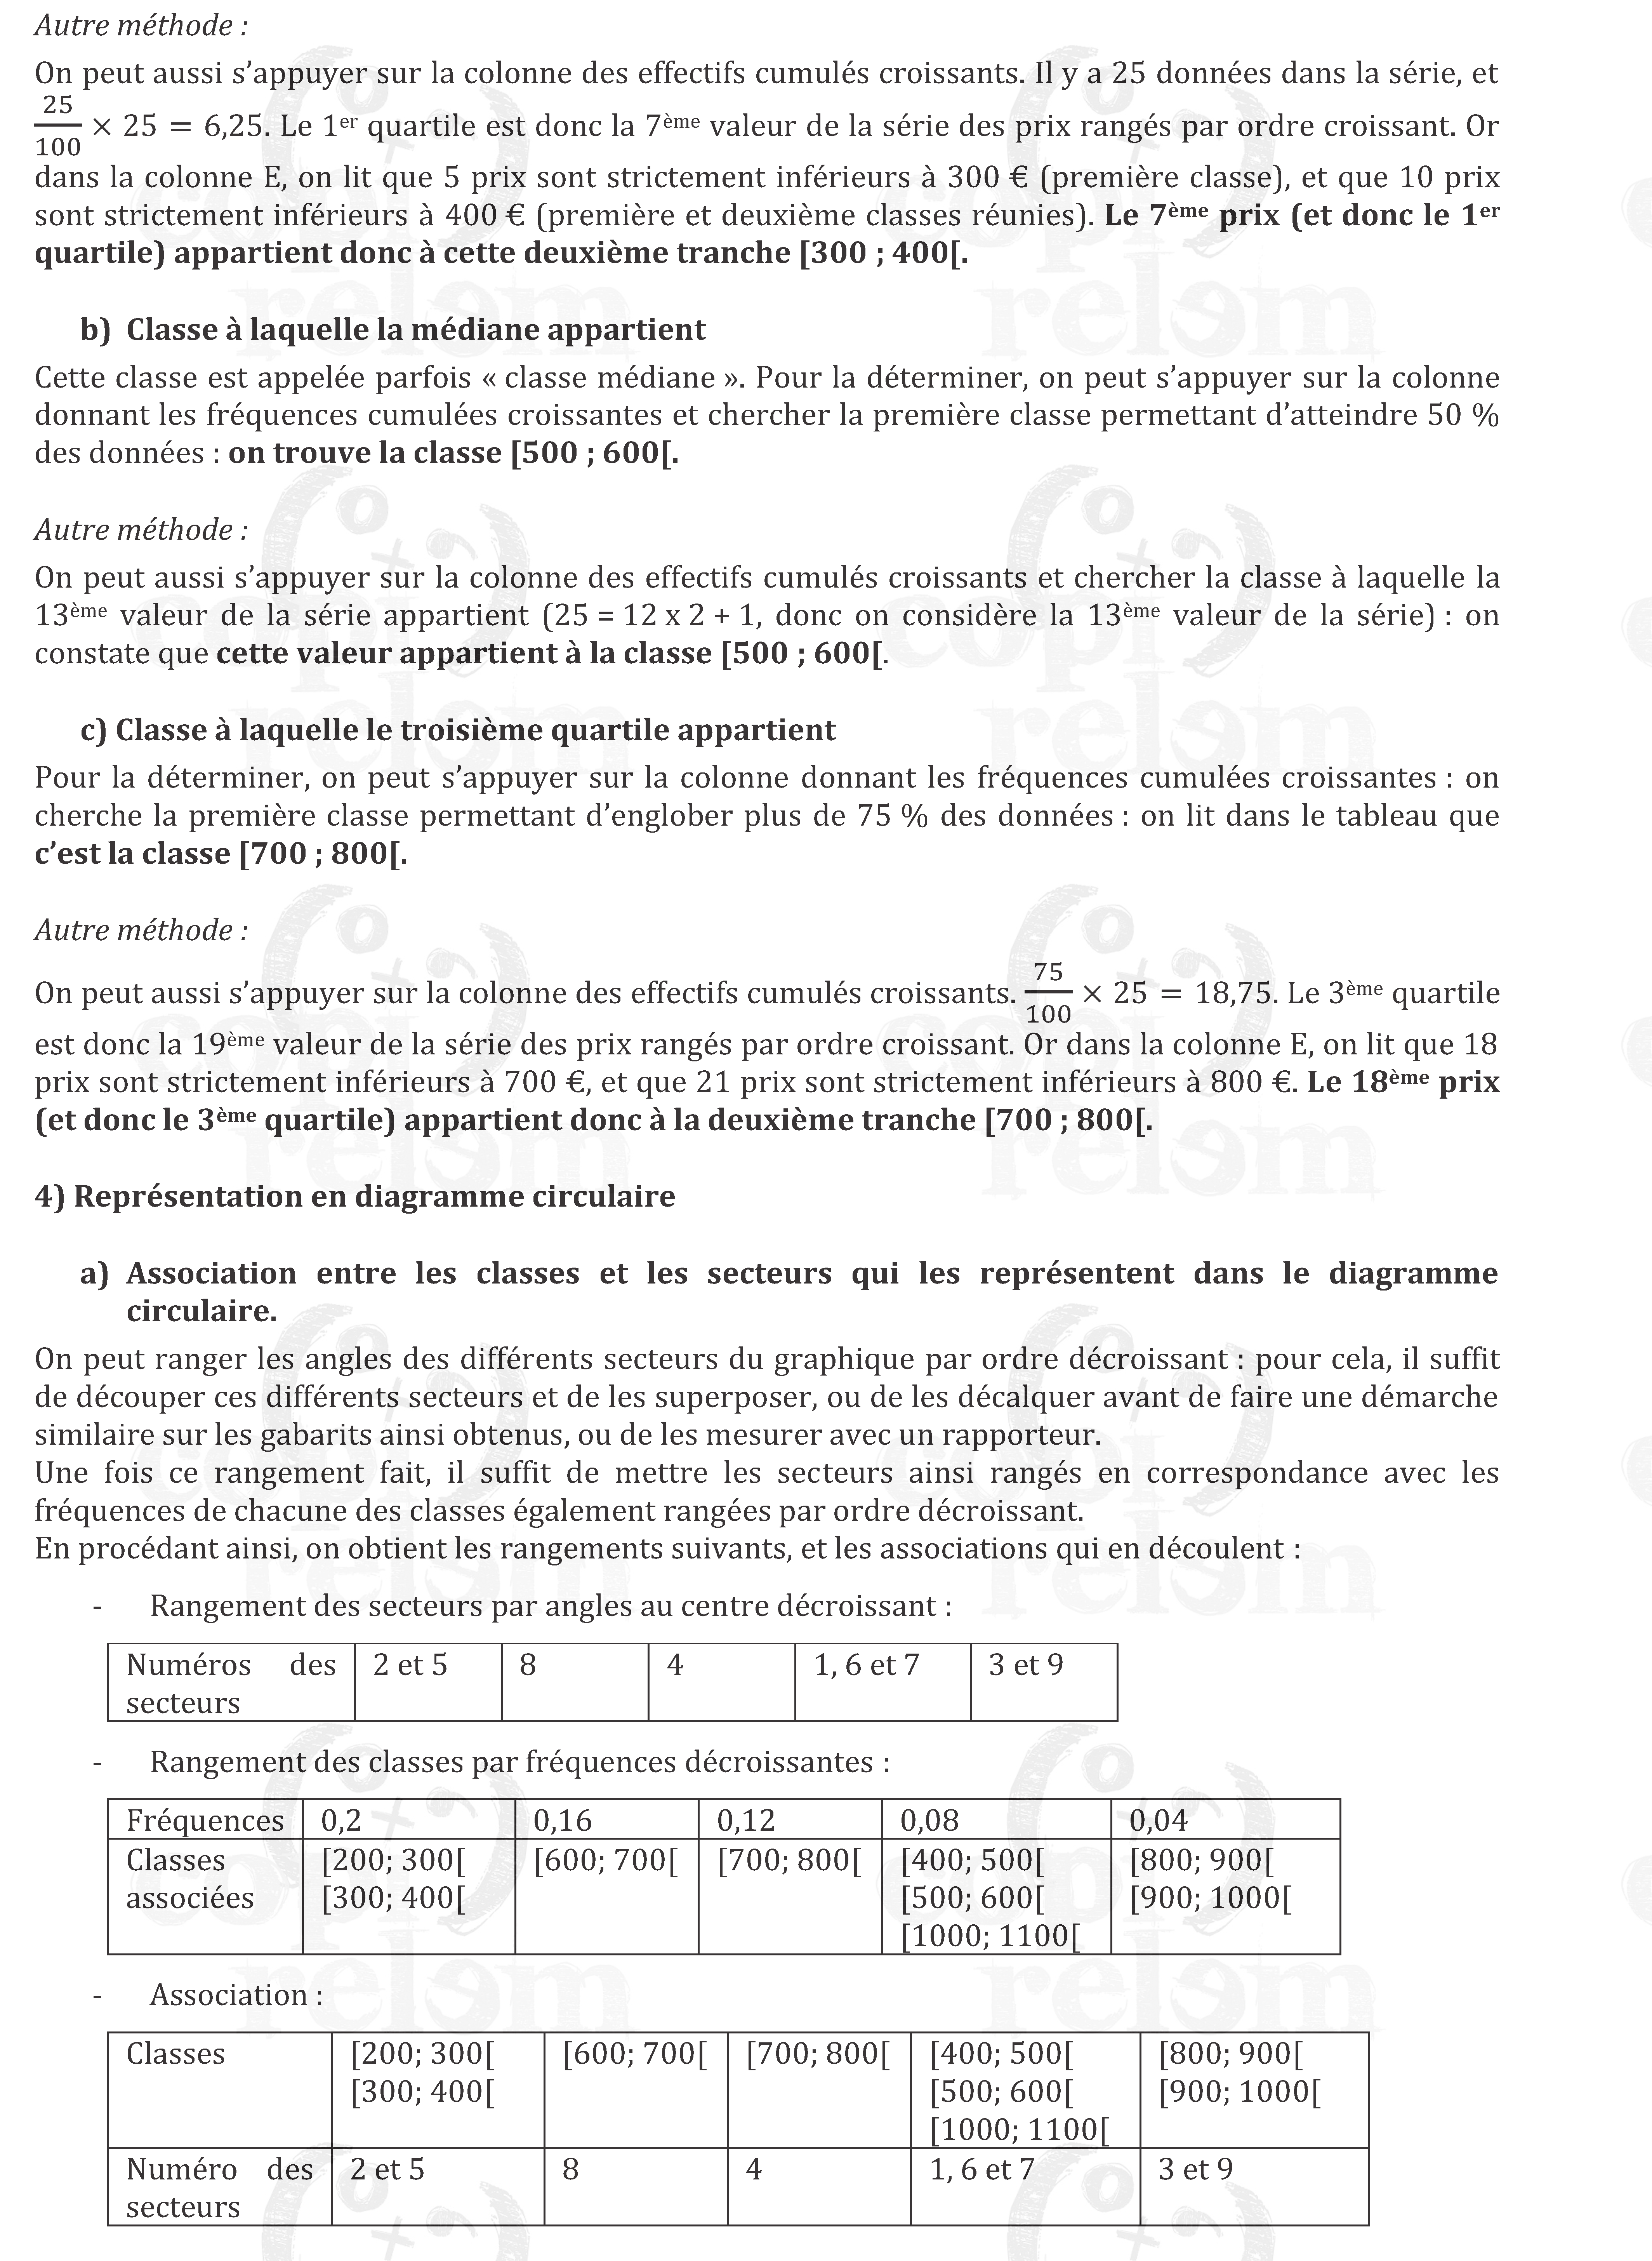 Autre méthode :
On peut aussi s’appuyer sur la colonne des effectifs cumulés croissants. Il y a 25 données dans la série, et
25/100 × 25 = 6,25. Le 1er quartile est donc la 7ème valeur de la série des prix rangés par ordre croissant. Or
dans la colonne E, on lit que 5 prix sont strictement inférieurs à 300 € (première classe), et que 10 prix
sont strictement inférieurs à 400 € (première et deuxième classes réunies). Le 7ème prix (et donc le 1er
quartile) appartient donc à cette deuxième tranche [300 ; 400[.
b) Classe à laquelle la médiane appartient
Cette classe est appelée parfois « classe médiane ». Pour la déterminer, on peut s’appuyer sur la colonne
donnant les fréquences cumulées croissantes et chercher la première classe permettant d’atteindre 50 %
des données : on trouve la classe [500 ; 600[.
Autre méthode :
On peut aussi s’appuyer sur la colonne des effectifs cumulés croissants et chercher la classe à laquelle la
13ème valeur de la série appartient (25 = 12 x 2 + 1, donc on considère la 13ème valeur de la série) : on
constate que cette valeur appartient à la classe [500 ; 600[.
c) Classe à laquelle le troisième quartile appartient
Pour la déterminer, on peut s’appuyer sur la colonne donnant les fréquences cumulées croissantes : on
cherche la première classe permettant d’englober plus de 75 % des données : on lit dans le tableau que
c’est la classe [700 ; 800[.
Autre méthode :
On peut aussi s’appuyer sur la colonne des effectifs cumulés croissants. 75/100 × 25 = 18,75. Le 3ème quartile
est donc la 19ème valeur de la série des prix rangés par ordre croissant. Or dans la colonne E, on lit que 18
prix sont strictement inférieurs à 700 €, et que 21 prix sont strictement inférieurs à 800 €. Le 18ème prix
(et donc le 3ème quartile) appartient donc à la deuxième tranche [700 ; 800[.
4) Représentation en diagramme circulaire
a) Association entre les classes et les secteurs qui les représentent dans le diagramme
circulaire.
On peut ranger les angles des différents secteurs du graphique par ordre décroissant : pour cela, il suffit
de découper ces différents secteurs et de les superposer, ou de les décalquer avant de faire une démarche
similaire sur les gabarits ainsi obtenus, ou de les mesurer avec un rapporteur.
Une fois ce rangement fait, il suffit de mettre les secteurs ainsi rangés en correspondance avec les
fréquences de chacune des classes également rangées par ordre décroissant.
En procédant ainsi, on obtient les rangements suivants, et les associations qui en découlent :
- Rangement des secteurs par angles au centre décroissant :
Numéros des 2 et 5 8 4 1, 6 et 7 3 et 9
secteurs
- Rangement des classes par fréquences décroissantes :
Fréquences 0,2 0,16 0,12 0,08 0,04
Classes [200; 300[ [600; 700[ [700; 800[ [400; 500[ [800; 900[
associées [300; 400[ [500; 600[ [900; 1000[
[1000; 1100[
- Association :
Classes [200; 300[ [600; 700[ [700; 800[ [400; 500[ [800; 900[
[300; 400[ [500; 600[ [900; 1000[
[1000; 1100[
Numéro des 2 et 5 8 4 1, 6 et 7 3 et 9
secteurs